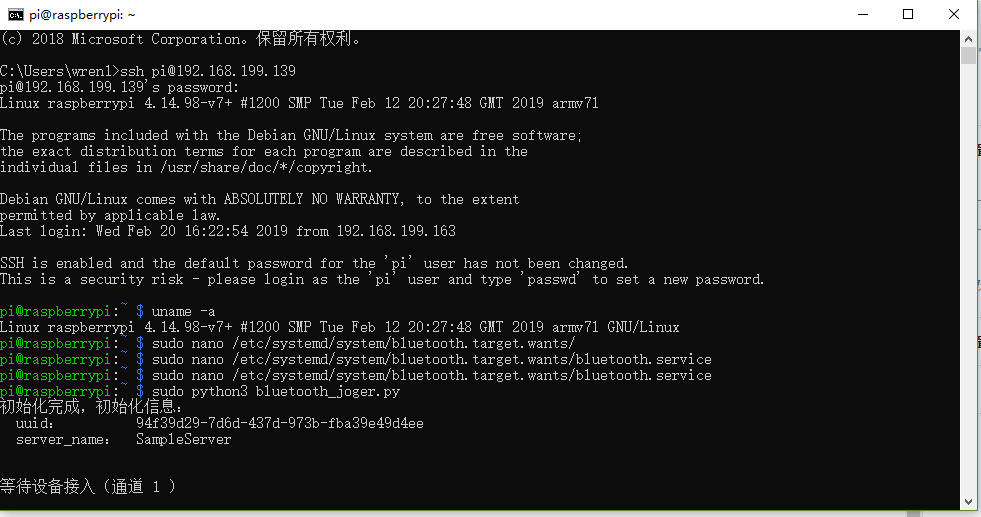 pi@raspberrypi: ~
(c) 2018 Microsoft Corporation。保留所有权利。
C:\Users\wrenl>ssh pi@192.168.199.139
pi@192.168.199.139's password:
Linux raspberrypi 4.14.98-v7+ #1200 SMP Tue Feb 12 20:27:48 GMT 2019 armv7l
The programs included with the Debian GNU/Linux system are free software;
the exact distribution terms for each program are described in the
individual files in /usr/share/doc/*/copyright.
Debian GNU/Linux comes with ABSOLUTELY NO WARRANTY, to the extent
permitted by applicable law.
Last login: Wed Feb 20 16:22:54 2019 from 192.168.199.163
SSH is enabled and the default password for the 'pi' user has not been changed.
This is a security risk - please login as the 'pi' user and type 'passwd' to set a new password.
pi@raspberrypi:~ $ uname -a
Linux raspberrypi 4.14.98-v7+ #1200 SMP Tue Feb 12 20:27:48 GMT 2019 armv7l GNU/Linux
pi@raspberrypi:~ $ sudo nano /etc/systemd/system/bluetooth.target.wants/
pi@raspberrypi:~ $ sudo nano /etc/systemd/system/bluetooth.target.wants/bluetooth.service
pi@raspberrypi:~ $ sudo nano /etc/systemd/system/bluetooth.target.wants/bluetooth.service
pi@raspberrypi:~ $ sudo python3 bluetooth_joger.py
初始化完成，初始化信息：
uuid： 94f39d29-7d6d-437d-973b-fba39e49d4ee
server_name： SampleServer
等待设备接入（通道 1 ）